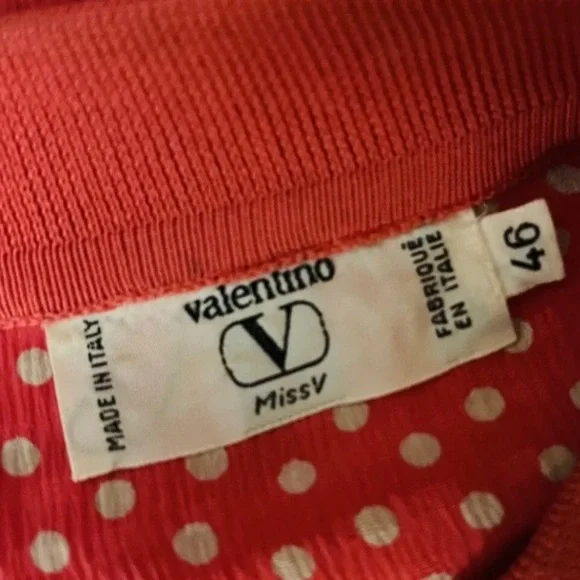 MADE IN ITALY
valentino
V
MissV
FABRIQUÉ
EN ITALIE
46